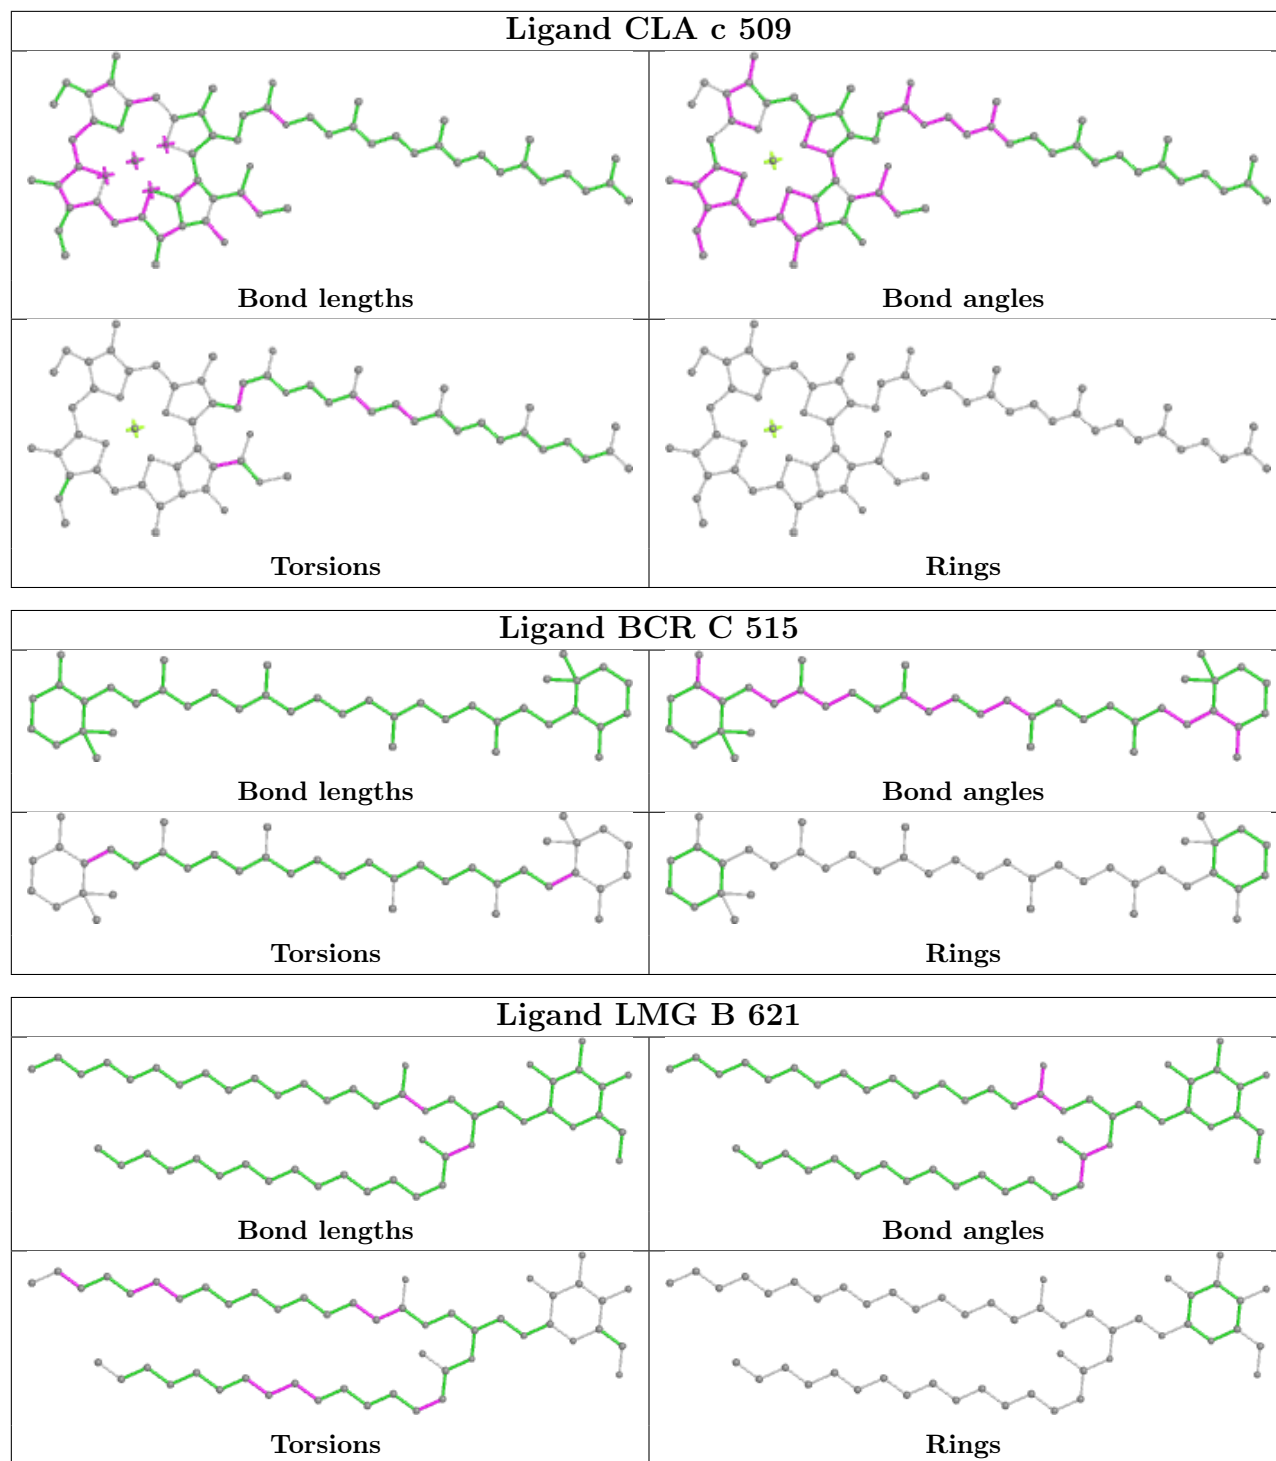 Ligand CLA c 509
Bond lengths
Bond angles
Torsions
Rings
Ligand BCR C 515
Bond lengths
Bond angles
Torsions
Rings
Ligand LMG B 621
Bond lengths
Bond angles
Torsions
Rings